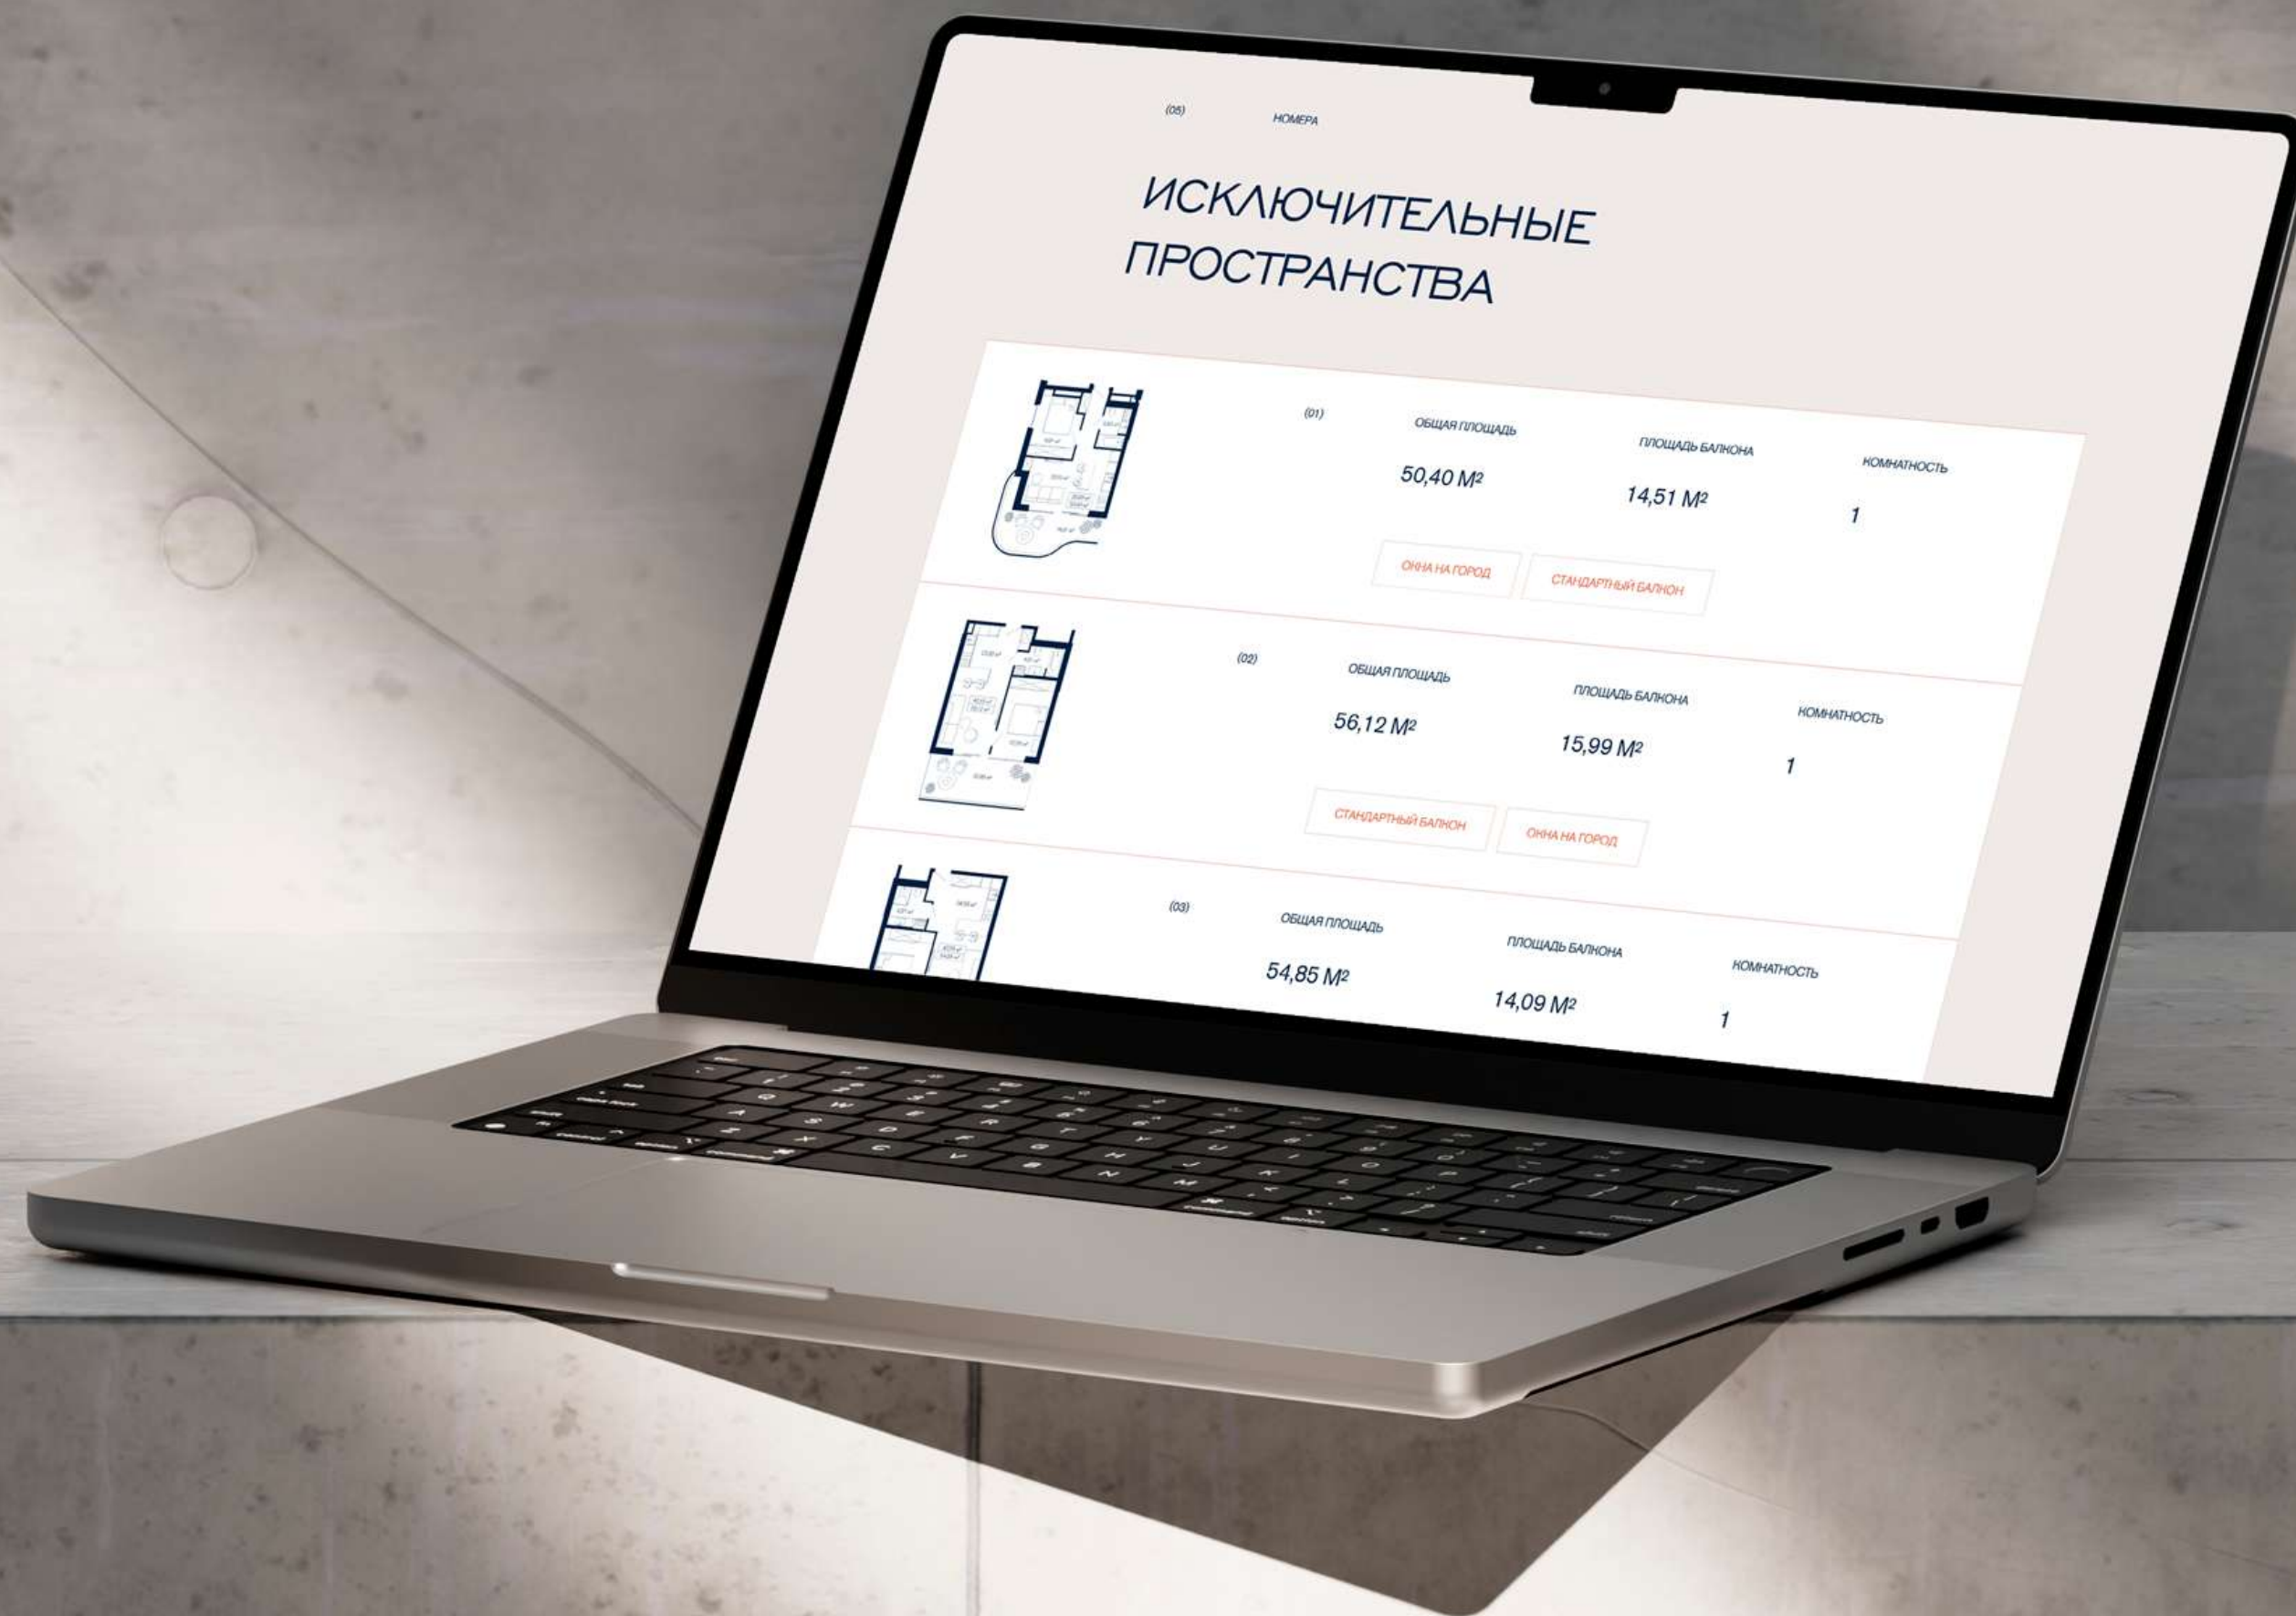 (05) НОМЕРА
ИСКЛЮЧИТЕЛЬНЫЕ
ПРОСТРАНСТВА
(01) ОБЩАЯ ПЛОЩАДЬ ПЛОЩАДЬ БАЛКОНА КОМНАТНОСТЬ
50,40 М² 14,51 М² 1
ОКНА НА ГОРОД СТАНДАРТНЫЙ БАЛКОН
(02) ОБЩАЯ ПЛОЩАДЬ ПЛОЩАДЬ БАЛКОНА КОМНАТНОСТЬ
56,12 М² 15,99 М² 1
СТАНДАРТНЫЙ БАЛКОН ОКНА НА ГОРОД
(03) ОБЩАЯ ПЛОЩАДЬ ПЛОЩАДЬ БАЛКОНА КОМНАТНОСТЬ
54,85 М² 14,09 М² 1